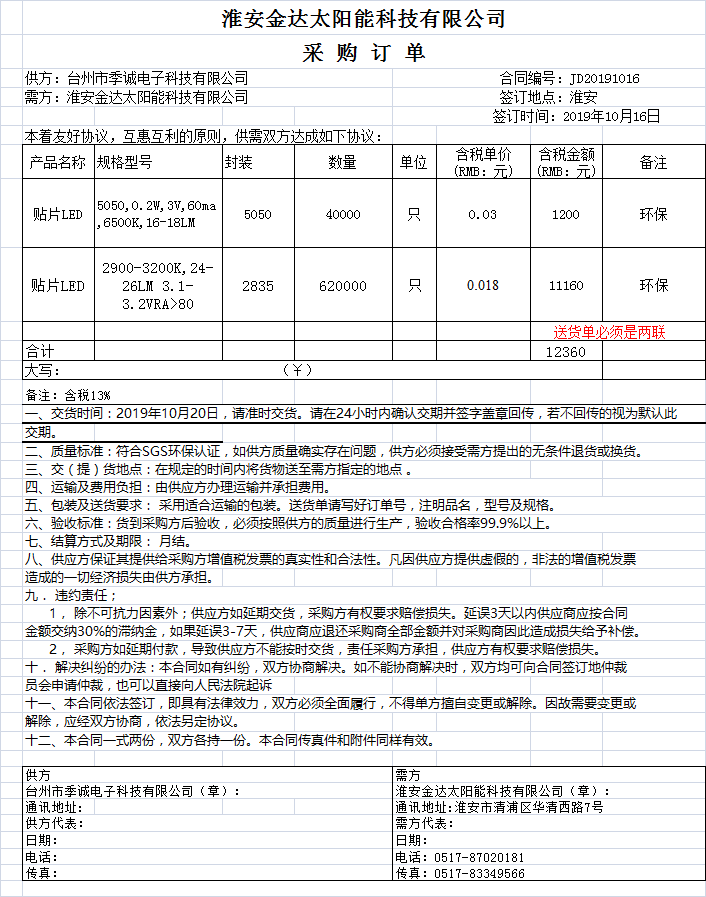 淮安金达太阳能科技有限公司
采 购 订 单
供方：台州市季诚电子科技有限公司 合同编号：JD20191016
需方：淮安金达太阳能科技有限公司 签订地点：淮安
签订时间：2019年10月16日
本着友好协议，互惠互利的原则，供需双方达成如下协议：
产品名称 规格型号 封装 数量 单位 含税单价 (RMB：元) 含税金额 (RMB：元) 备注
贴片LED 5050,0.2W,3V,60ma,6500K,16-18LM 5050 40000 只 0.03 1200 环保
贴片LED 2900-3200K,24-26LM 3.1-3.2VRA>80 2835 620000 只 0.018 11160 环保
送货单必须是两联
合计 12360
大写： （￥）
备注：含税13%
一、交货时间：2019年10月20日，请准时交货。请在24小时内确认交期并签字盖章回传，若不回传的视为默认此
交期。
二、质量标准：符合SGS环保认证，如供方质量确实存在问题，供方必须接受需方提出的无条件退货或换货。
三、交（提）货地点：在规定的时间内将货物送至需方指定的地点 。
四、运输及费用负担：由供应方办理运输并承担费用。
五、包装及送货要求： 采用适合运输的包装。送货单请写好订单号，注明品名，型号及规格。
六、验收标准：货到采购方后验收，必须按照供方的质量进行生产，验收合格率99.9%以上。
七、结算方式及期限： 月结。
八、供应方保证其提供给采购方增值税发票的真实性和合法性。凡因供应方提供虚假的，非法的增值税发票
造成的一切经济损失由供方承担。
九． 违约责任；
1， 除不可抗力因素外；供应方如延期交货，采购方有权要求赔偿损失。延误3天以内供应商应按合同
金额交纳30%的滞纳金，如果延误3-7天，供应商应退还采购商全部金额并对采购商因此造成损失给予补偿。
2， 采购方如延期付款，导致供应方不能按时交货，责任采购方承担，供应方有权要求赔偿损失。
十． 解决纠纷的办法：本合同如有纠纷，双方协商解决。如不能协商解决时，双方均可向合同签订地仲裁
员会申请仲裁，也可以直接向人民法院起诉
十一、本合同依法签订，即具有法律效力，双方必须全面履行，不得单方擅自变更或解除。因故需要变更或
解除，应经双方协商，依法另定协议。
十二、本合同一式两份，双方各持一份。本合同传真件和附件同样有效。
供方 需方
台州市季诚电子科技有限公司（章）： 淮安金达太阳能科技有限公司（章）：
通讯地址： 通讯地址:淮安市清浦区华清西路7号
供方代表： 需方代表：
日期： 日期：
电话： 电话：0517-87020181
传真： 传真：0517-83349566